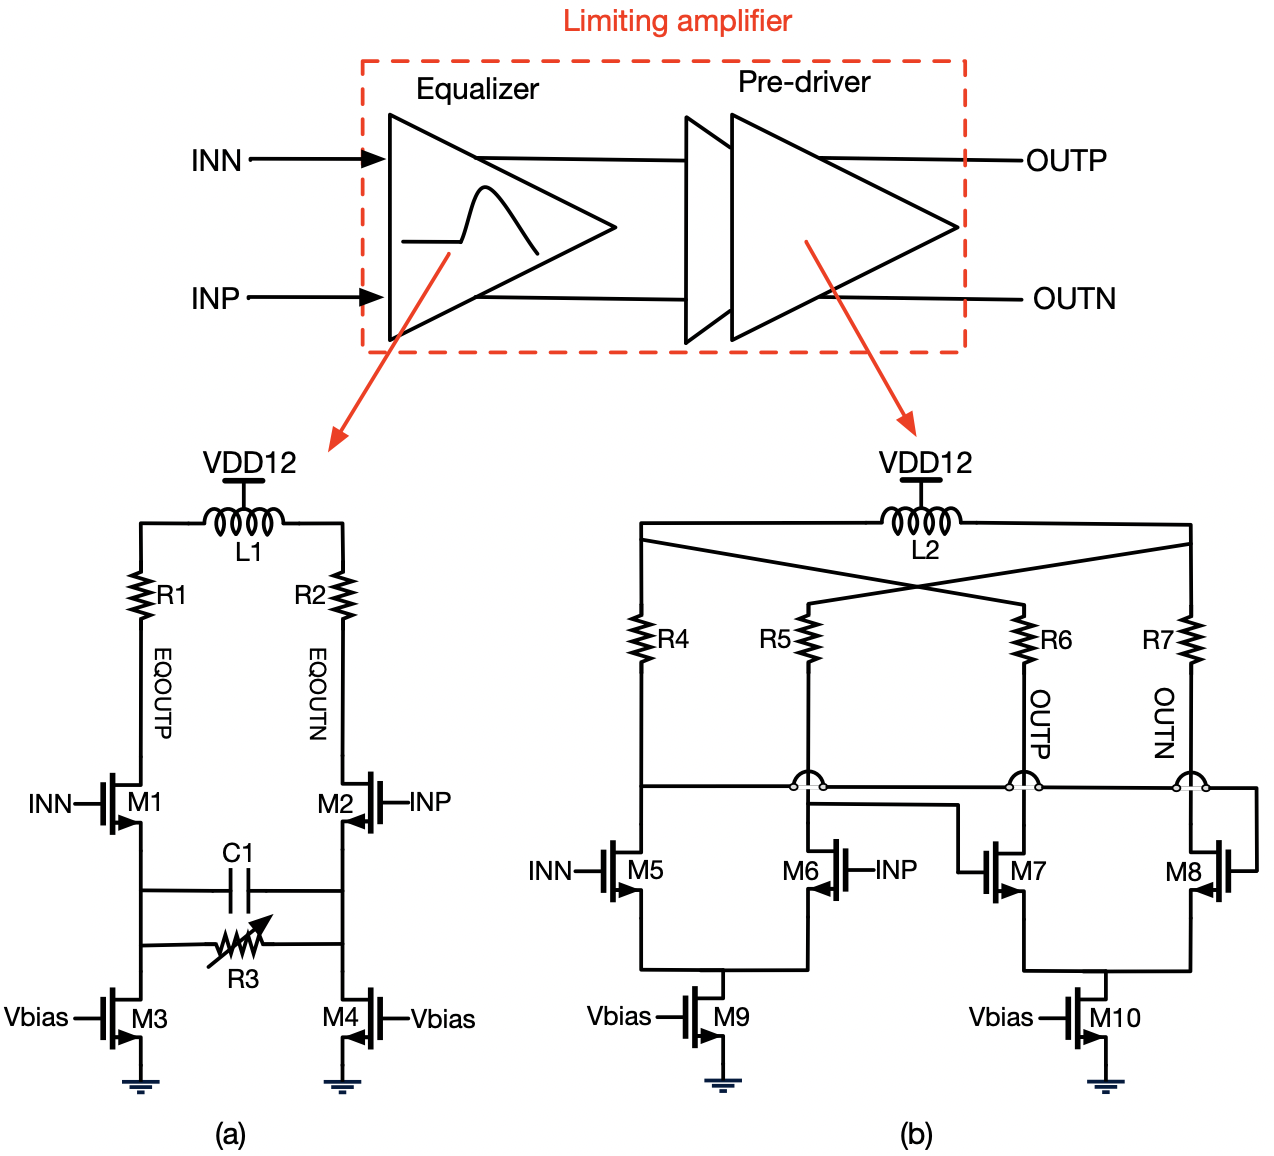 Limiting amplifier
Equalizer
Pre-driver
INN
OUTP
INP
OUTN
VDD12
L1
R1
R2
EQOUTP
EQOUTN
INN
M1
M2
INP
C1
R3
Vbias
M3
M4
Vbias
(a)
VDD12
L2
R4
R5
R6
R7
OUTP
OUTN
INN
M5
M6
INP
M7
M8
Vbias
M9
Vbias
M10
(b)